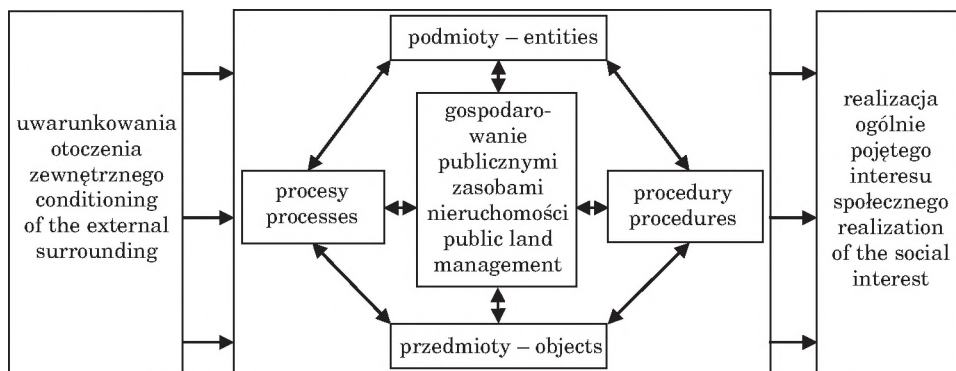 uwarunkowania
otoczenia
zewnętrznego
conditioning
of the external
surrounding
podmioty – entities
procesy
processes
gospodaro-
wanie
publicznymi
zasobami
nieruchomości
public land
management
procedury
procedures
przedmioty – objects
realizacja
ogólnie
pojętego
interesu
społecznego
realization
of the social
interest